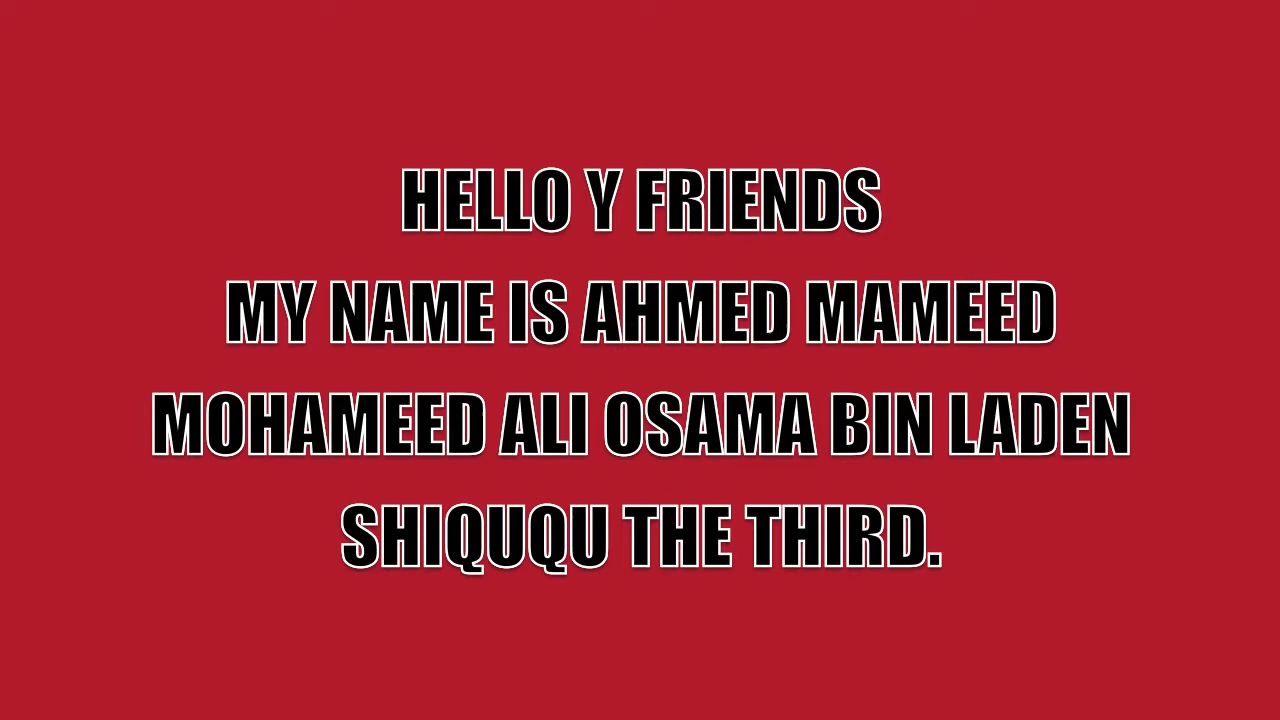 HELLO Y FRIENDS
MY NAME IS AHMED MAMEED
MOHAMEED ALI OSAMA BIN LADEN
SHIQUQU THE THIRD.